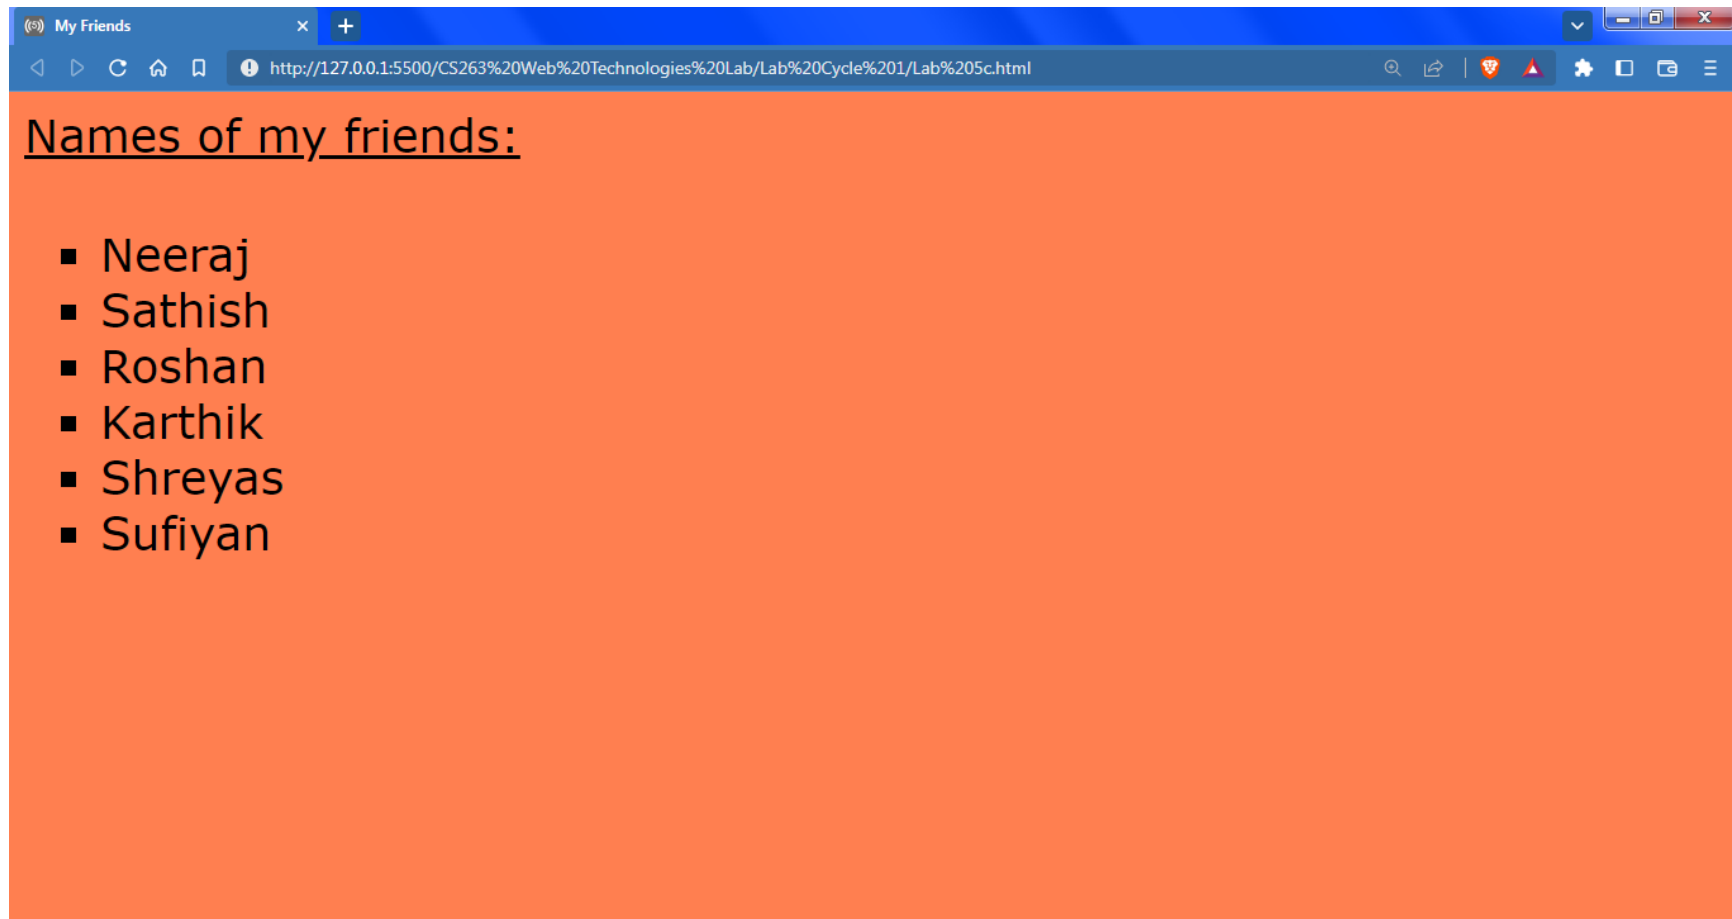 My Friends
http://127.0.0.1:5500/CS263%20Web%20Technologies%20Lab/Lab%20Cycle%201/Lab%205c.html
Names of my friends:
Neeraj
Sathish
Roshan
Karthik
Shreyas
Sufiyan